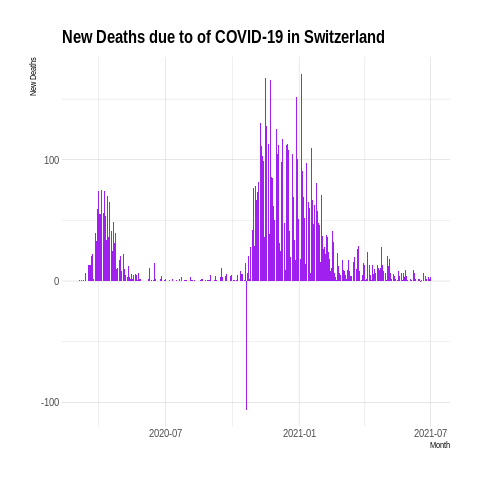 New Deaths due to of COVID-19 in Switzerland
New Deaths
100
0
-100
2020-07
2021-01
2021-07
Month